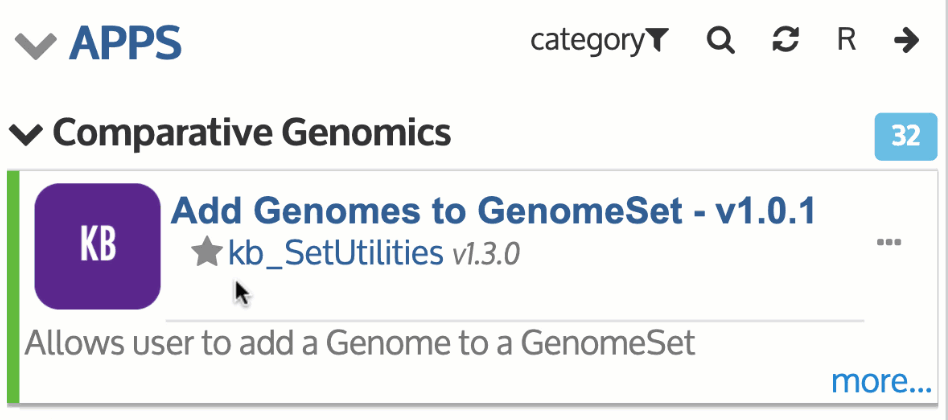 APPS
category R
Comparative Genomics 32
KB
Add Genomes to GenomeSet - v1.0.1
kb_SetUtilities v1.3.0
Allows user to add a Genome to a GenomeSet
more...